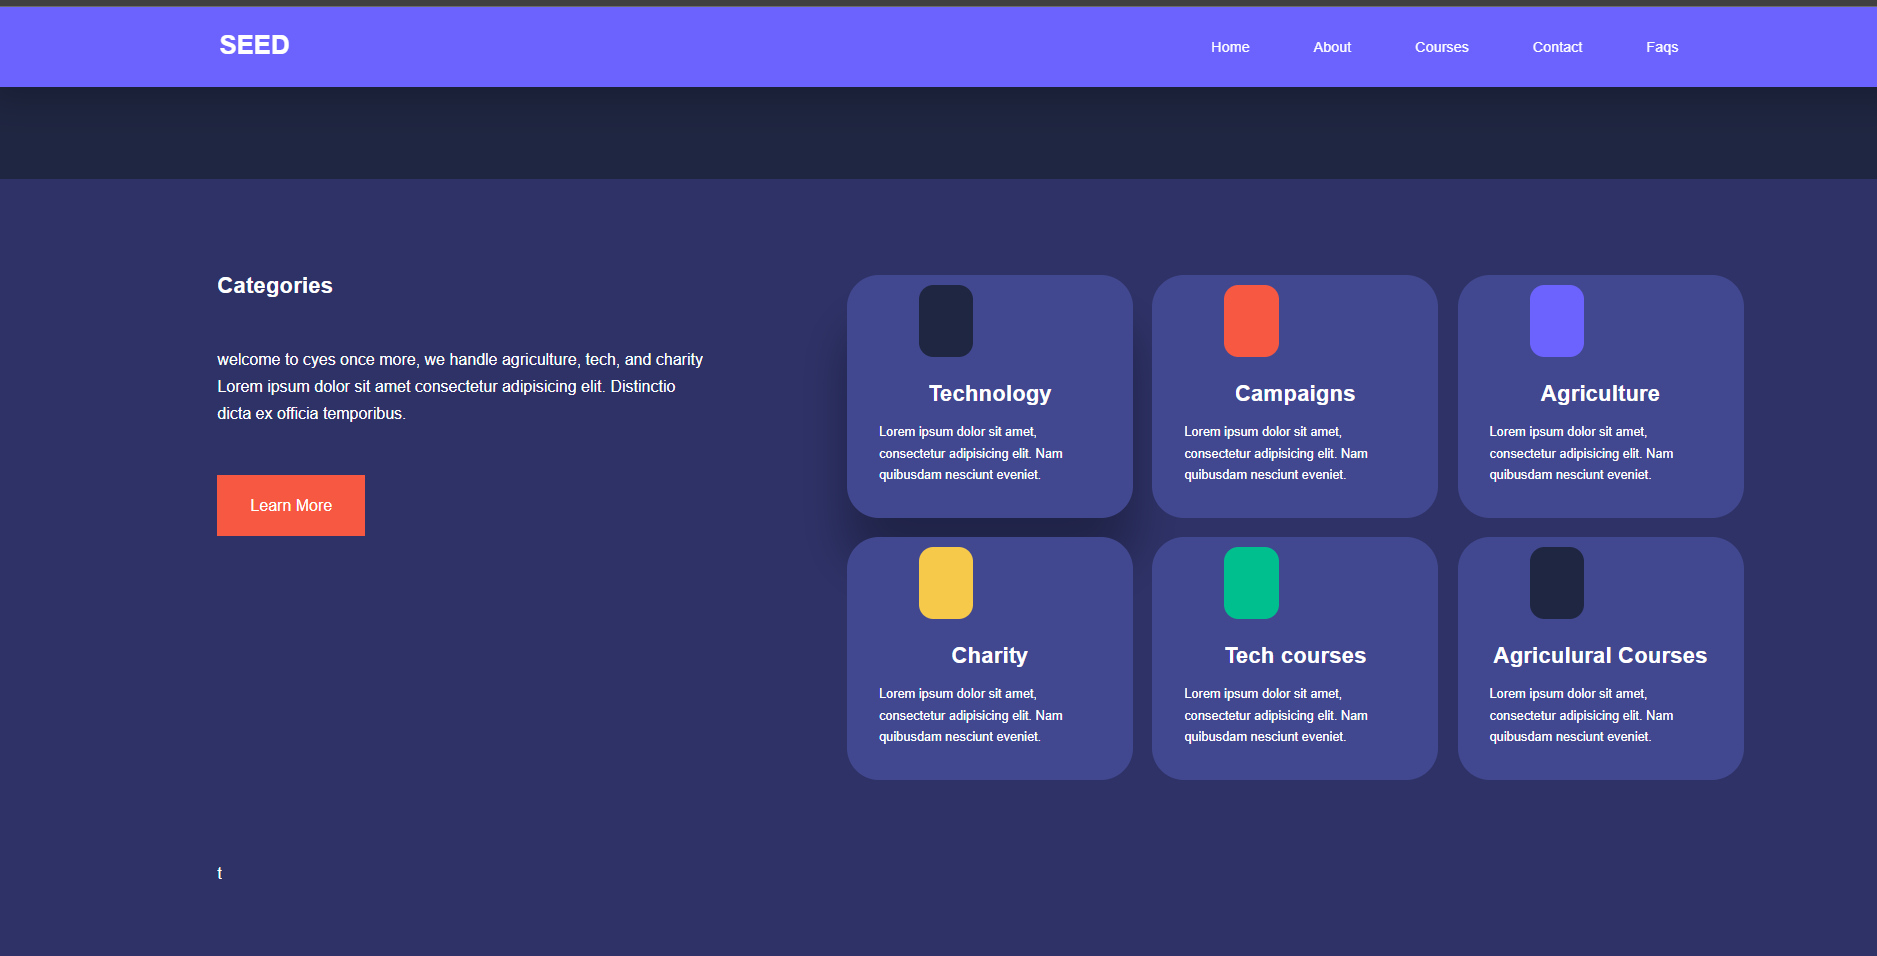 SEED
Home About Courses Contact Faqs
Categories
welcome to cyes once more, we handle agriculture, tech, and charity
Lorem ipsum dolor sit amet consectetur adipisicing elit. Distinctio
dicta ex officia temporibus.
Learn More
Technology
Lorem ipsum dolor sit amet,
consectetur adipisicing elit. Nam
quibusdam nesciunt eveniet.
Campaigns
Lorem ipsum dolor sit amet,
consectetur adipisicing elit. Nam
quibusdam nesciunt eveniet.
Agriculture
Lorem ipsum dolor sit amet,
consectetur adipisicing elit. Nam
quibusdam nesciunt eveniet.
Charity
Lorem ipsum dolor sit amet,
consectetur adipisicing elit. Nam
quibusdam nesciunt eveniet.
Tech courses
Lorem ipsum dolor sit amet,
consectetur adipisicing elit. Nam
quibusdam nesciunt eveniet.
Agriculural Courses
Lorem ipsum dolor sit amet,
consectetur adipisicing elit. Nam
quibusdam nesciunt eveniet.
t